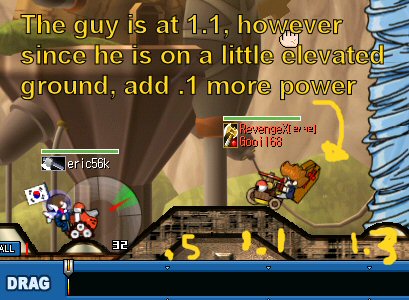 The guy is at 1.1, however
since he is on a little elevated
ground, add .1 more power
RevengeX
Gooi168
eric56k
32
.5 1.1 1.3
ALL
DRAG